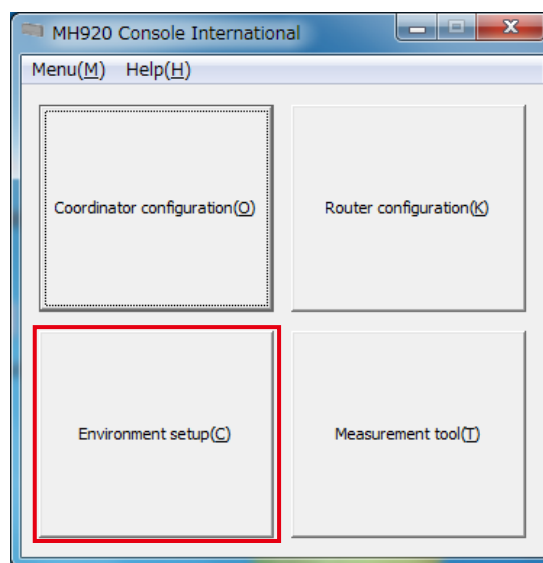 MH920 Console International
Menu(M) Help(H)
Coordinator configuration(O)
Router configuration(K)
Environment setup(C)
Measurement tool(T)